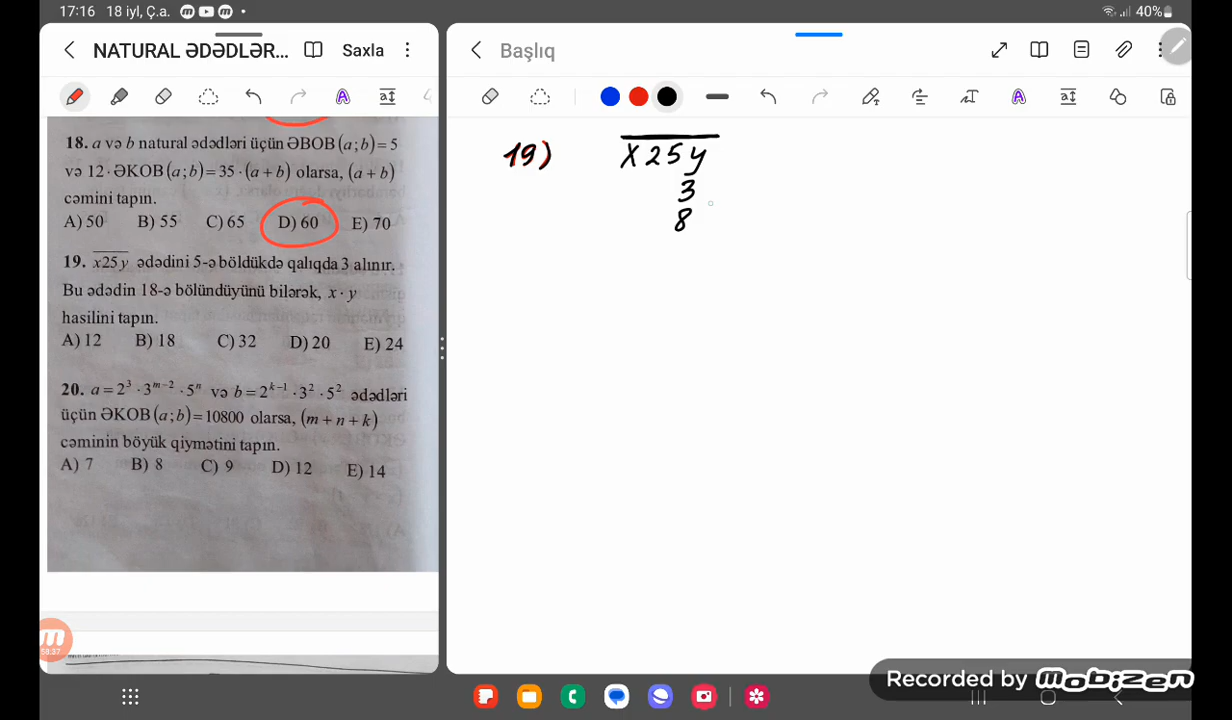 17:16 18 iyl, Ç.a.
40%
NATURAL ƏDƏDLƏR... Saxla
Başlıq
18. a və b natural ədədləri üçün ƏBOB(a;b)=5
və 12·ƏKOB(a;b)=35·(a+b) olarsa, (a+b)
cəmini tapın.
A) 50 B) 55 C) 65 D) 60 E) 70
19. x25y ədədini 5-ə böldükdə qalıqda 3 alınır.
Bu ədədin 18-ə bölündüyünü bilərək, x·y
hasilini tapın.
A) 12 B) 18 C) 32 D) 20 E) 24
20. a=2³·3ᵐ⁻²·5ⁿ və b=2ᵏ⁻¹·3²·5² ədədləri
üçün ƏKOB(a;b)=10800 olarsa, (m+n+k)
cəminin böyük qiymətini tapın.
A) 7 B) 8 C) 9 D) 12 E) 14
58:37
19) x25y
3
8
Recorded by mobizen